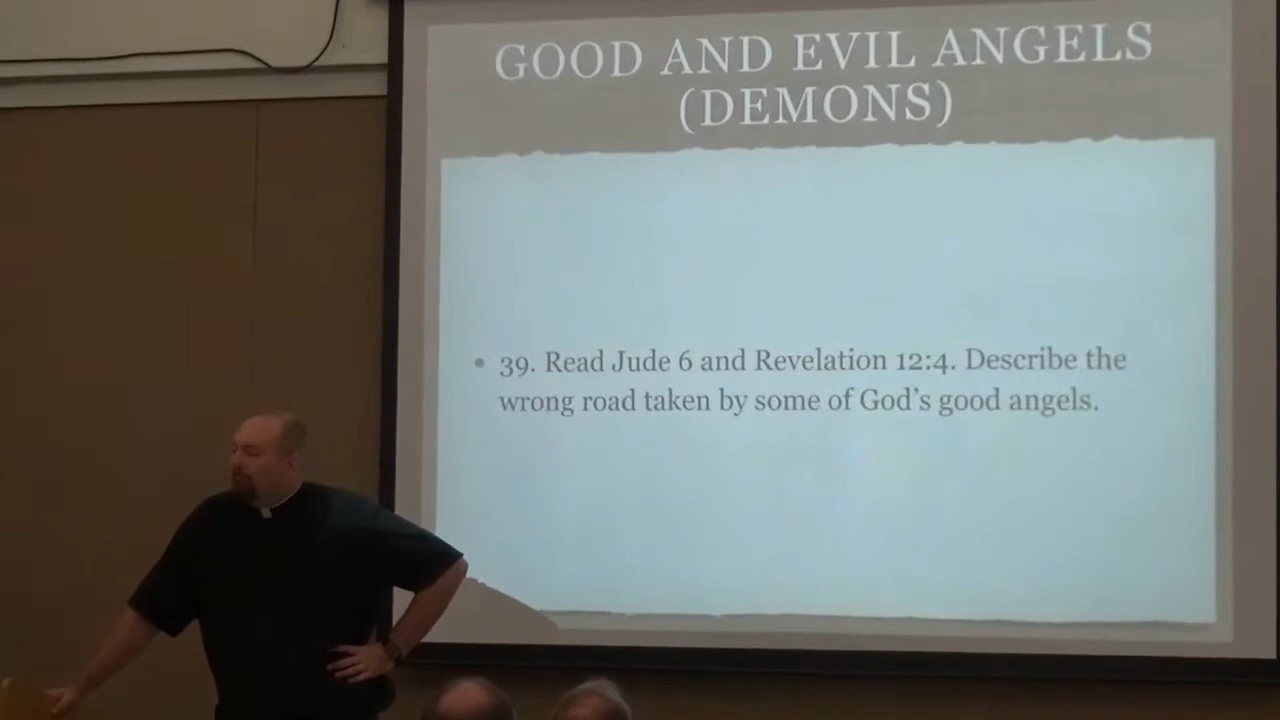 GOOD AND EVIL ANGELS
(DEMONS)
• 39. Read Jude 6 and Revelation 12:4. Describe the
wrong road taken by some of God’s good angels.